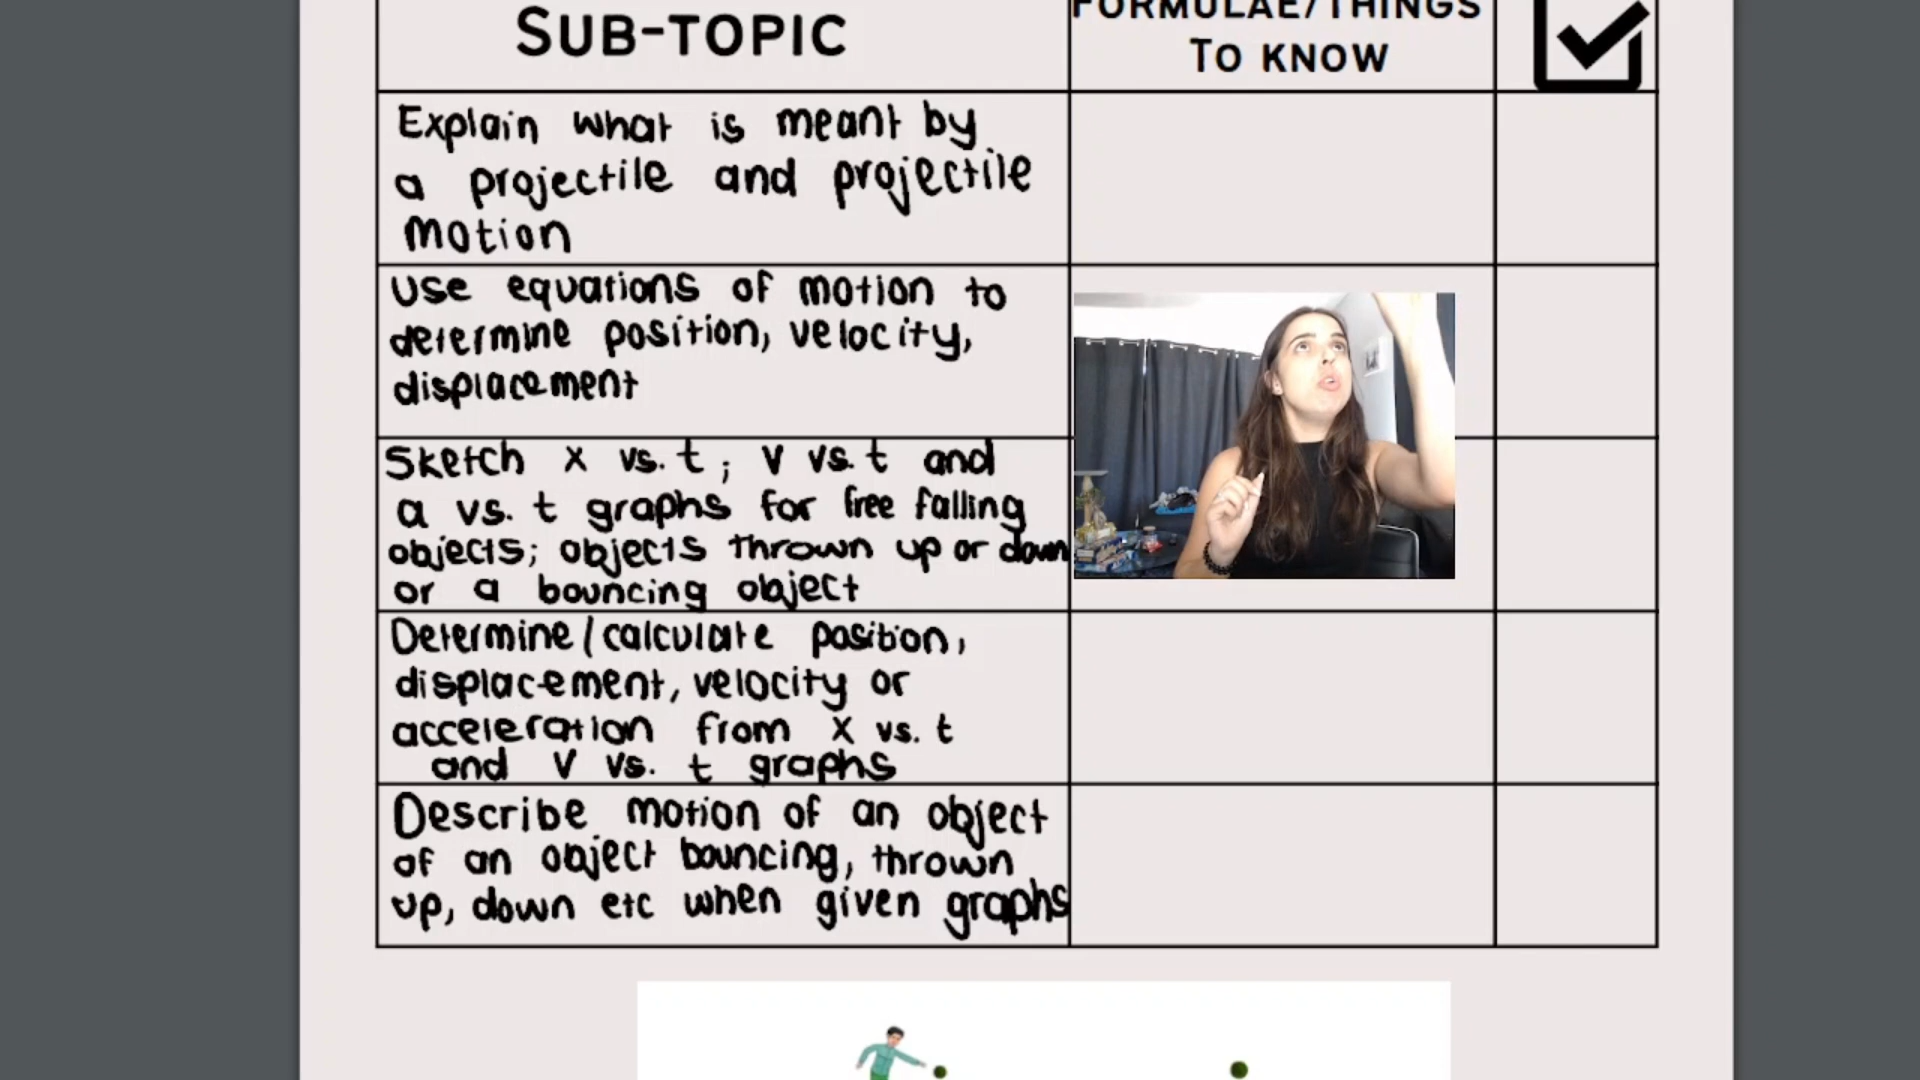 SUB-TOPIC
FORMULAE/THINGS
TO KNOW
Explain what is meant by
a projectile and projectile
motion
Use equations of motion to
determine position, velocity,
displacement
Sketch x vs. t ; v vs. t and
a vs. t graphs for free falling
objects; objects thrown up or down
or a bouncing object
Determine/calculate position,
displacement, velocity or
acceleration from x vs. t
and v vs. t graphs
Describe motion of an object
of an object bouncing, thrown
up, down etc when given graphs